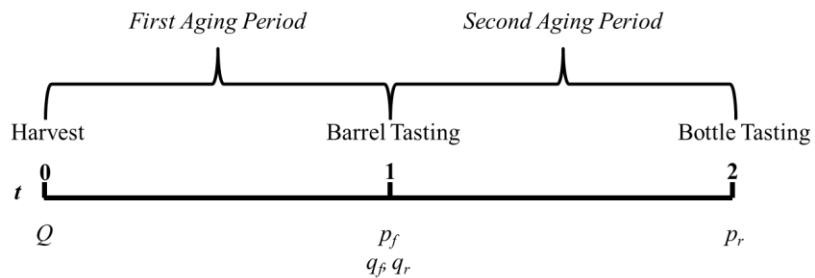 First Aging Period Second Aging Period
Harvest Barrel Tasting Bottle Tasting
0 1 2
t
Q p_f p_r
q_f, q_r